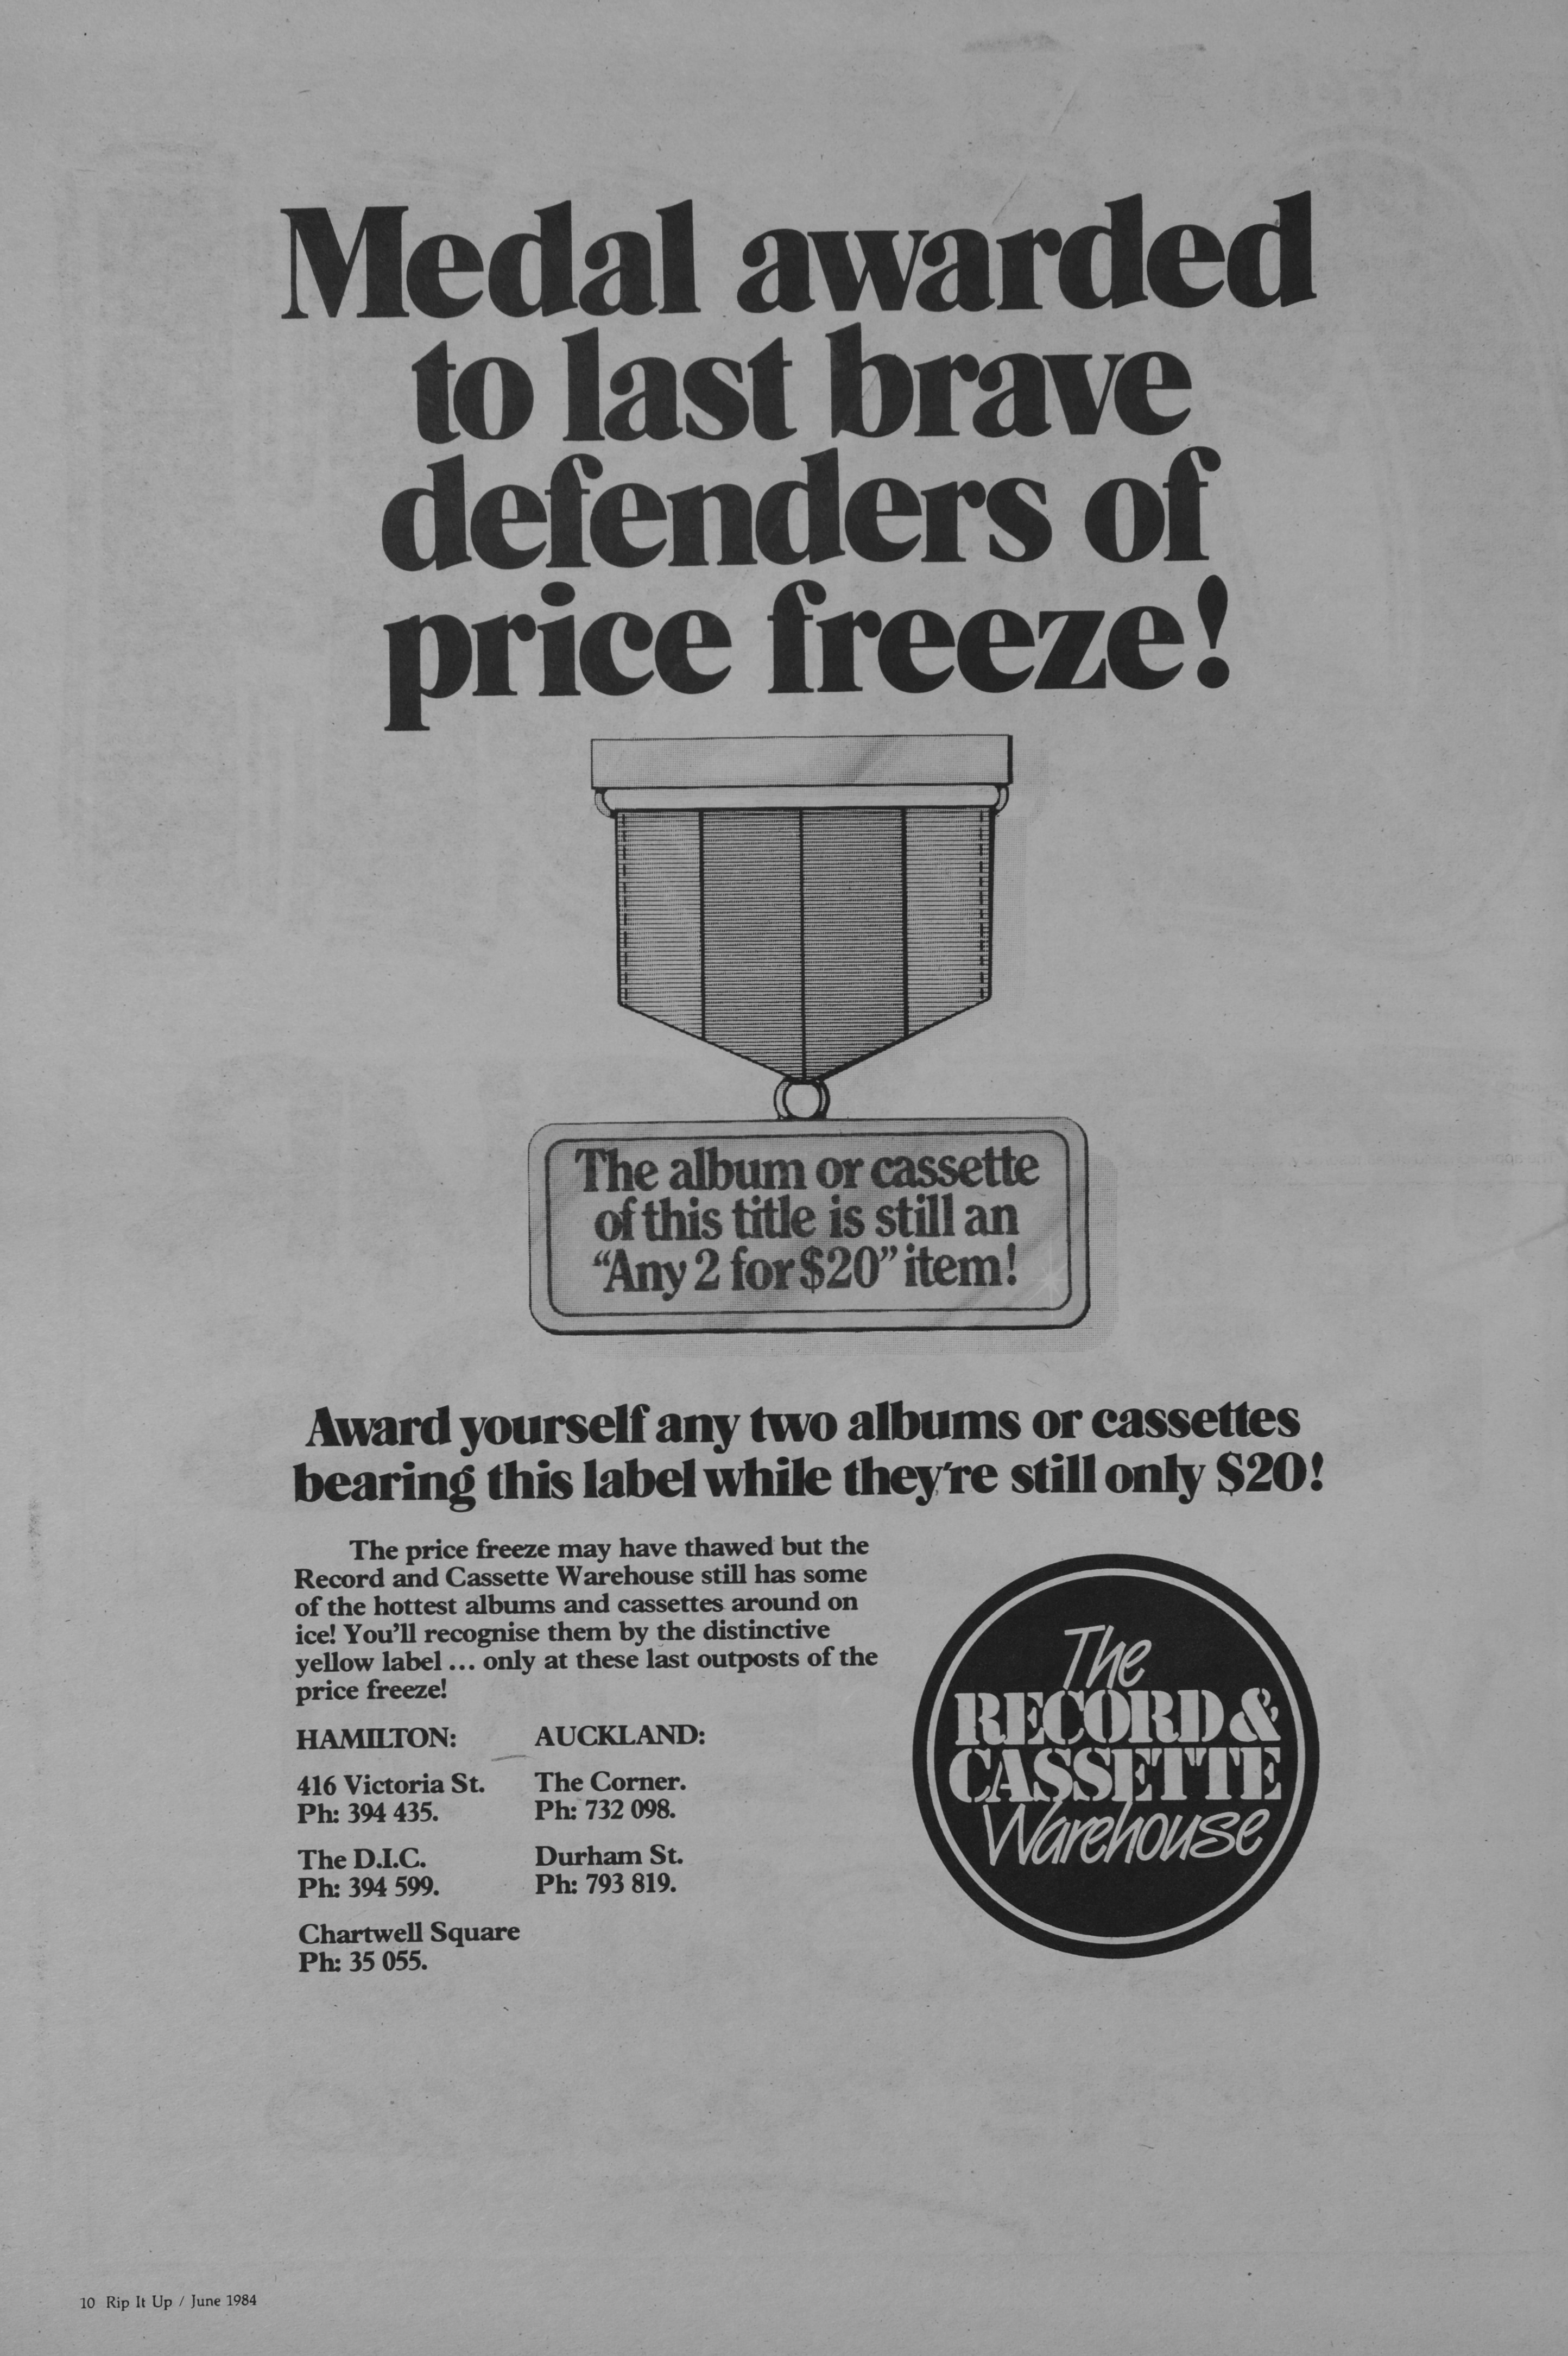 Medal awarded
to last brave
defenders of
price freeze!
The album or cassette
of this title is still an
“Any 2 for $20” item!
Award yourself any two albums or cassettes
bearing this label while they're still only $20!
The price freeze may have thawed but the
Record and Cassette Warehouse still has some
of the hottest albums and cassettes around on
ice! You'll recognise them by the distinctive
yellow label ... only at these last outposts of the
price freeze!
HAMILTON:
416 Victoria St.
Ph: 394 435.
The D.I.C.
Ph: 394 599.
Chartwell Square
Ph: 35 055.
AUCKLAND:
The Corner.
Ph: 732 098.
Durham St.
Ph: 793 819.
The
RECORD &
CASSETTE
Warehouse
10 Rip It Up / June 1984